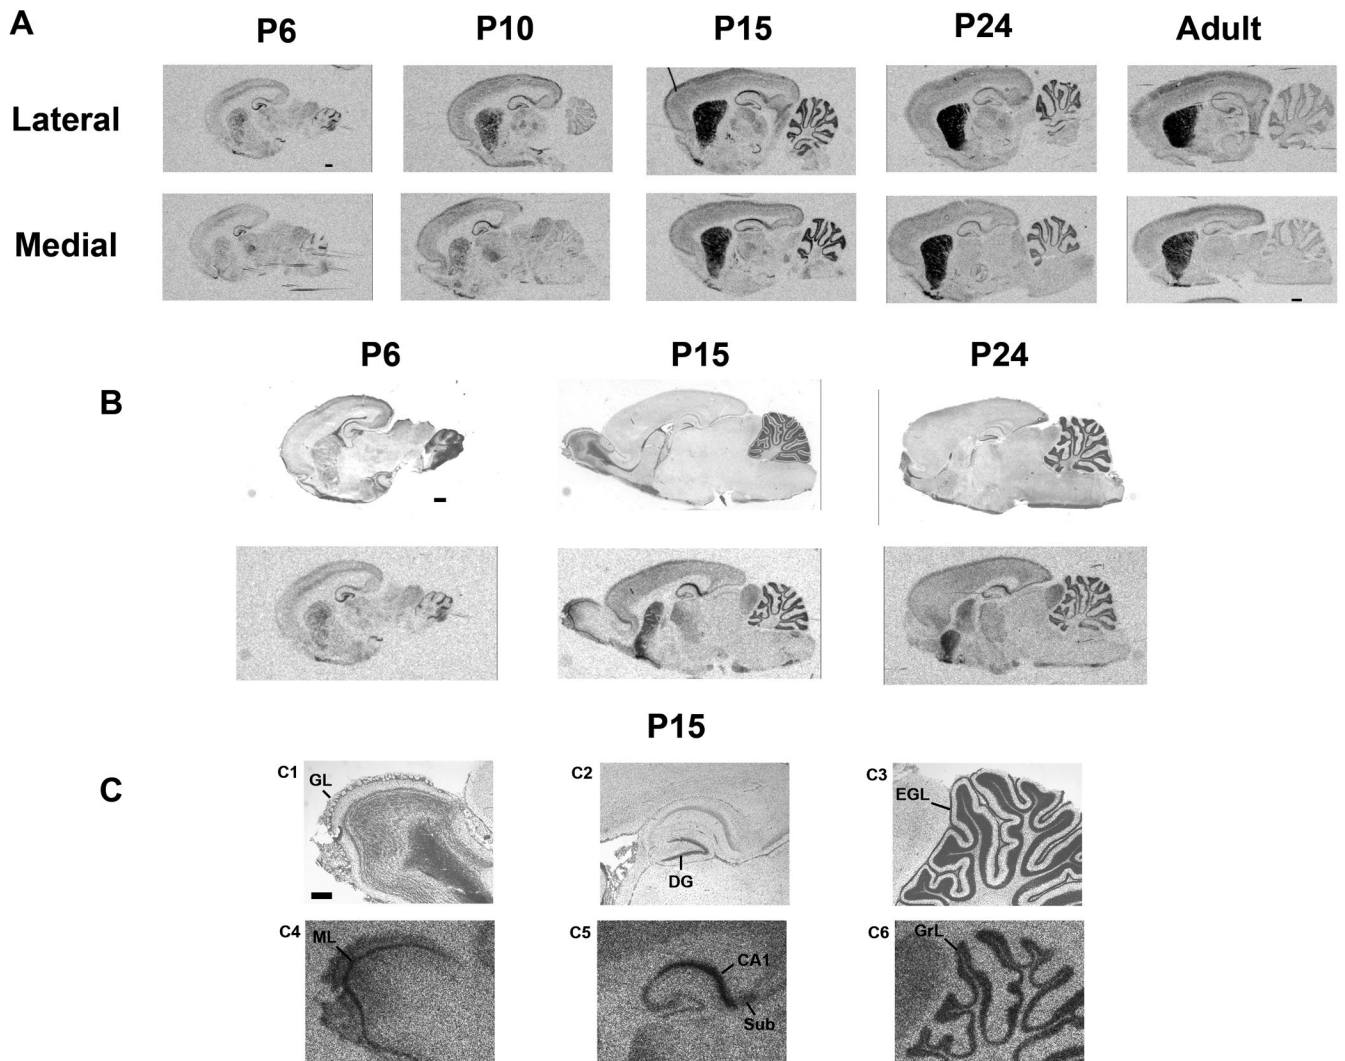 A
P6 P10 P15 P24 Adult
Lateral
Medial
P6 P15 P24
B
P15
C
C1 GL
C2
DG
C3
EGL
C4
ML
C5
CA1
Sub
C6
GrL